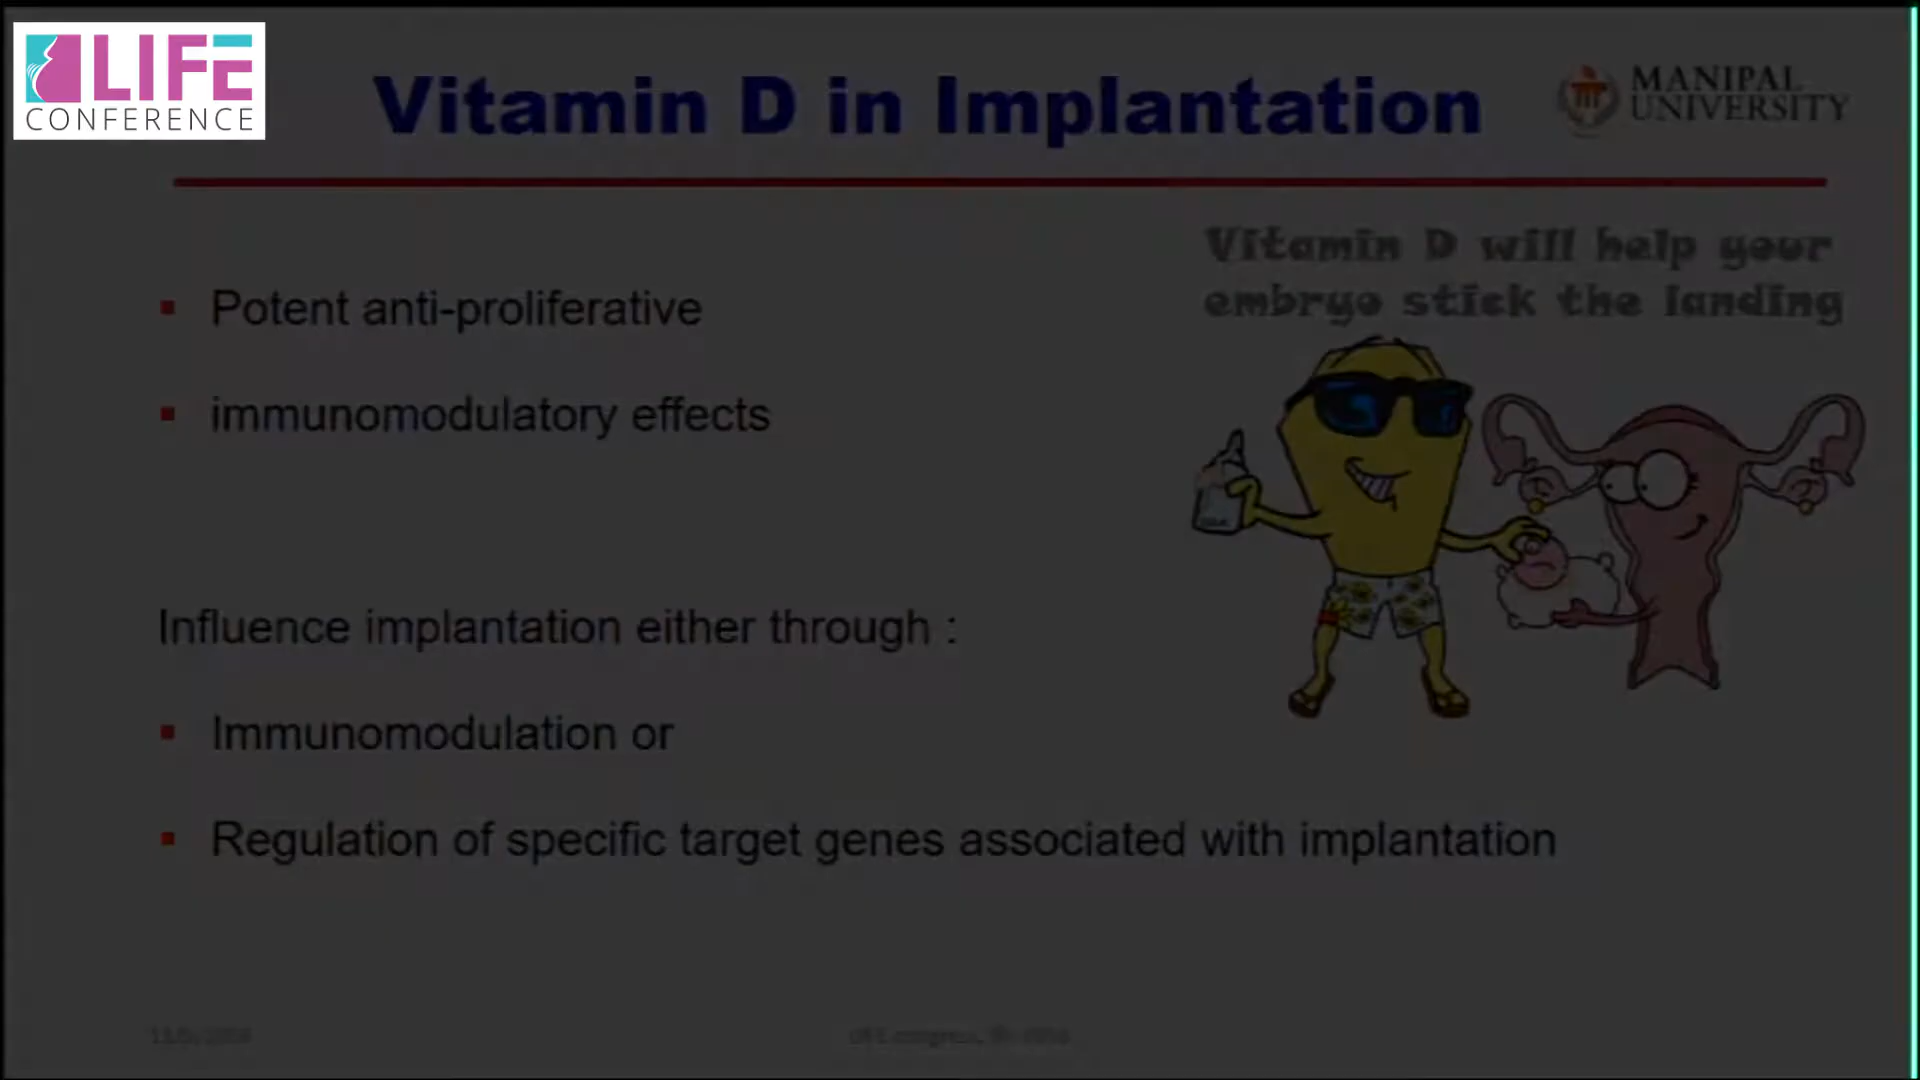 LIFE
CONFERENCE
Vitamin D in Implantation
MANIPAL
UNIVERSITY
Vitamin D will help your
embryo stick the landing
Potent anti-proliferative
immunomodulatory effects
Influence implantation either through :
Immunomodulation or
Regulation of specific target genes associated with implantation